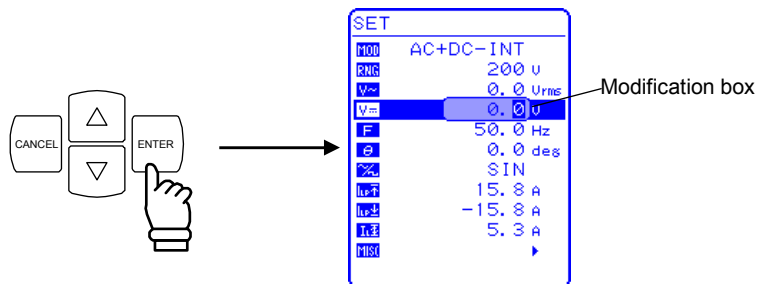 SET
MOD AC+DC-INT
RNG 200 V
V~ 0.0 Vrms
V⎓ 0.0 V
Modification box
F 50.0 Hz
θ 0.0 deg
SIN
15.8 A
-15.8 A
5.3 A
MISC
CANCEL
ENTER